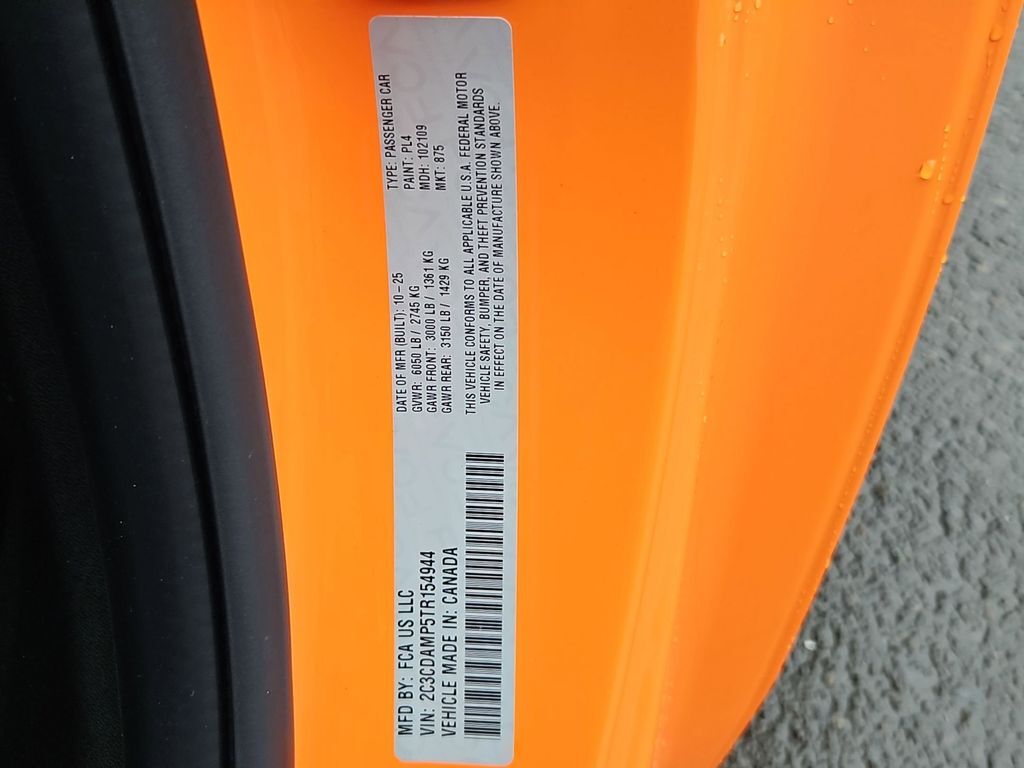 MFD BY: FCA US LLC
VIN: 2C3CDAMP5TR154944
VEHICLE MADE IN: CANADA
DATE OF MFR (BUILT): 10-25
GVWR: 6050 LB / 2745 KG
GAWR FRONT: 3000 LB / 1361 KG
GAWR REAR: 3150 LB / 1429 KG
TYPE: PASSENGER CAR
PAINT: PL4
MDH: 102109
MKT: 875
THIS VEHICLE CONFORMS TO ALL APPLICABLE U.S.A. FEDERAL MOTOR
VEHICLE SAFETY, BUMPER, AND THEFT PREVENTION STANDARDS
IN EFFECT ON THE DATE OF MANUFACTURE SHOWN ABOVE.